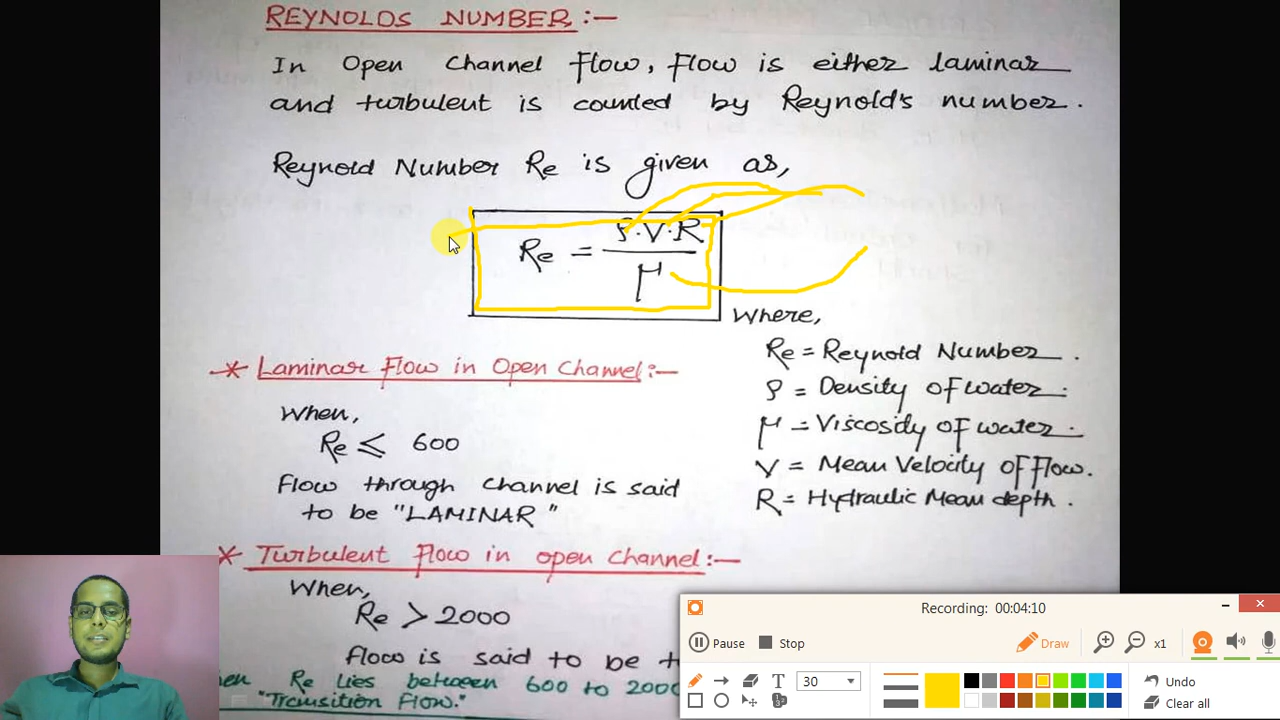 REYNOLDS NUMBER:-
In Open Channel Flow, Flow is either laminar
and turbulent is counted by Reynold's number.
Reynold Number Re is given as,
Re = ρ.V.R / μ
Where,
Re = Reynold Number.
ρ = Density of water.
μ = Viscosity of water.
V = Mean Velocity of Flow.
R = Hydraulic Mean depth.
* Laminar Flow in Open Channel:-
When,
Re ≤ 600
Flow through Channel is said
to be "LAMINAR"
* Turbulent Flow in open Channel:-
When,
Re > 2000
flow is said to be
Re lies between 600 to 2000
"Transition Flow."
Recording: 00:04:10
Pause Stop Draw x1
T 30 Undo
Clear all